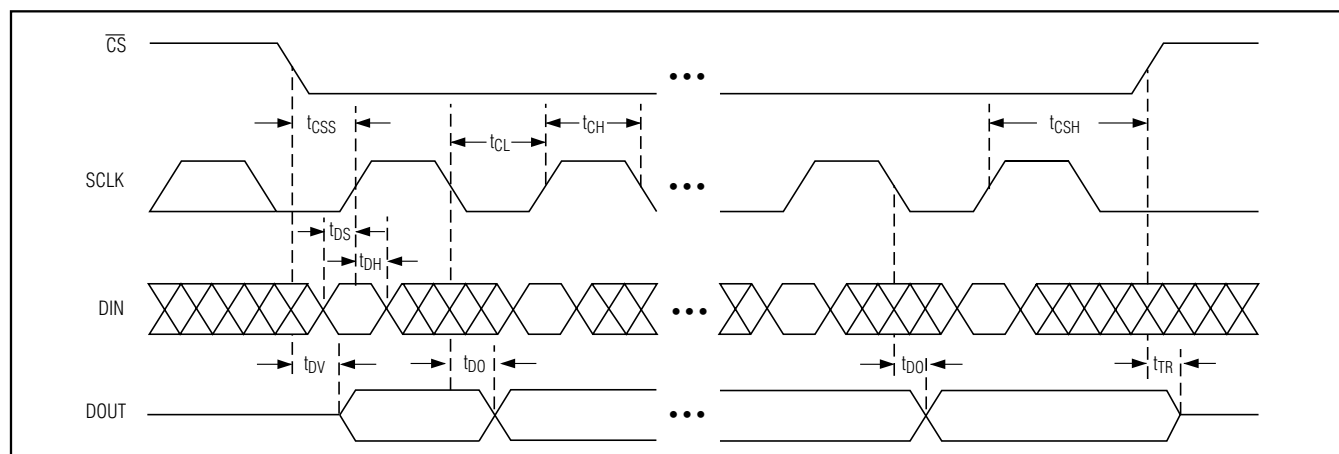 CS
tCSS
tCL
tCH
tCSH
SCLK
tDS
tDH
DIN
tDV
tDO
tDO
tTR
DOUT